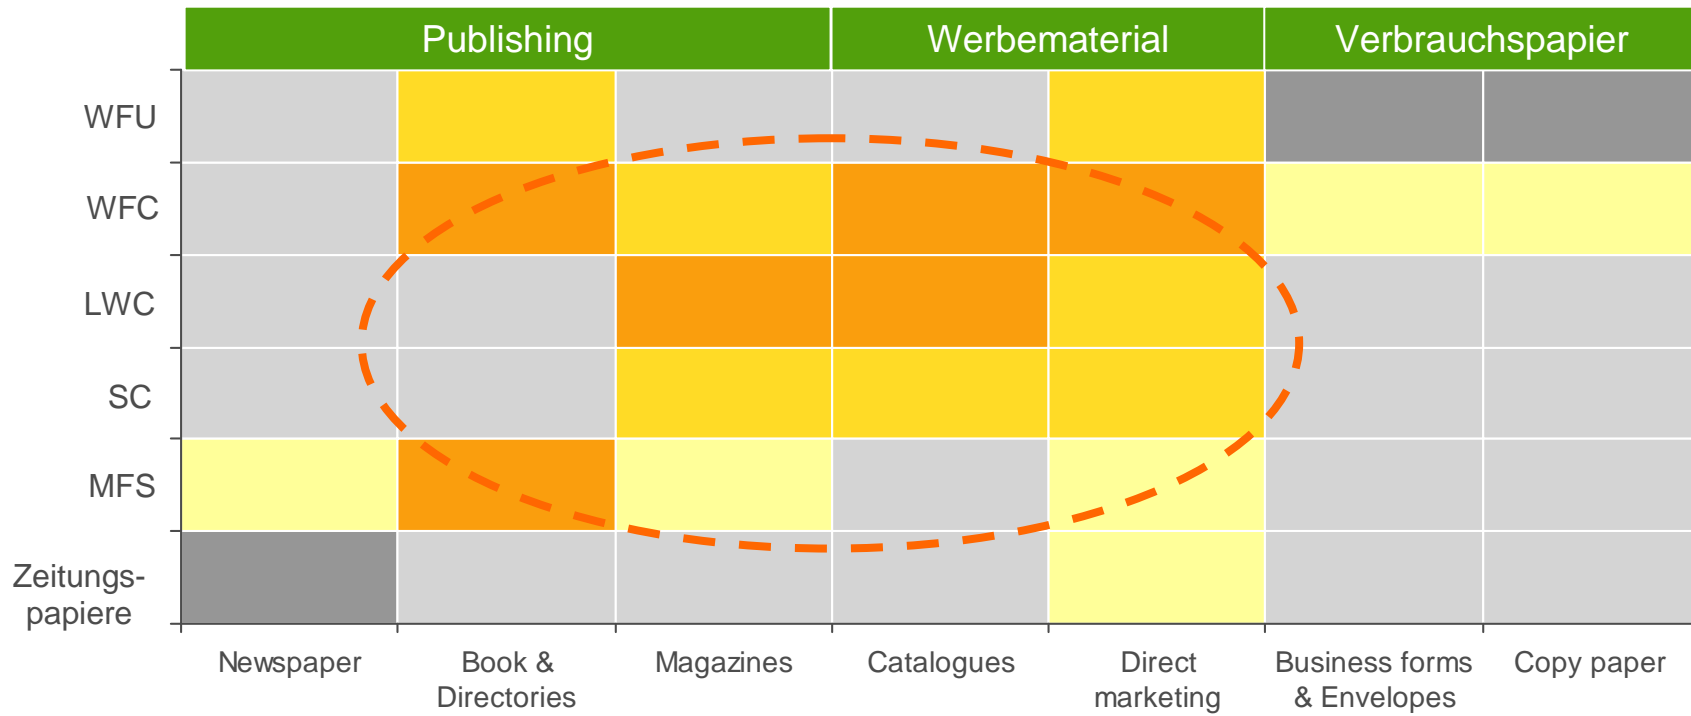 Publishing Werbematerial Verbrauchspapier
WFU
WFC
LWC
SC
MFS
Zeitungs-
papiere
Newspaper Book & Magazines Catalogues Direct Business forms Copy paper
Directories marketing & Envelopes